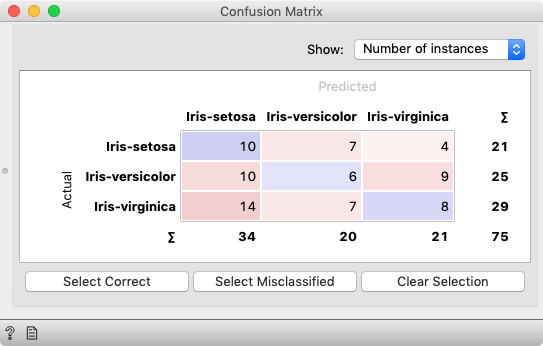 Confusion Matrix
Show: Number of instances
Predicted
Iris-setosa Iris-versicolor Iris-virginica Σ
Iris-setosa 10 7 4 21
Actual
Iris-versicolor 10 6 9 25
Iris-virginica 14 7 8 29
Σ 34 20 21 75
Select Correct Select Misclassified Clear Selection
?